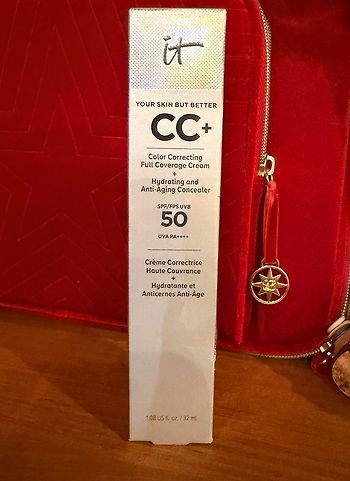 it
YOUR SKIN BUT BETTER
CC+
Color Correcting
Full Coverage Cream
+
Hydrating and
Anti-Aging Concealer
SPF/FPS UVB
50
UVA PA++++
Crème Correctrice
Haute Couvrance
+
Hydratante et
Anticernes Anti-Âge
1.08 US fl. oz. / 32 ml